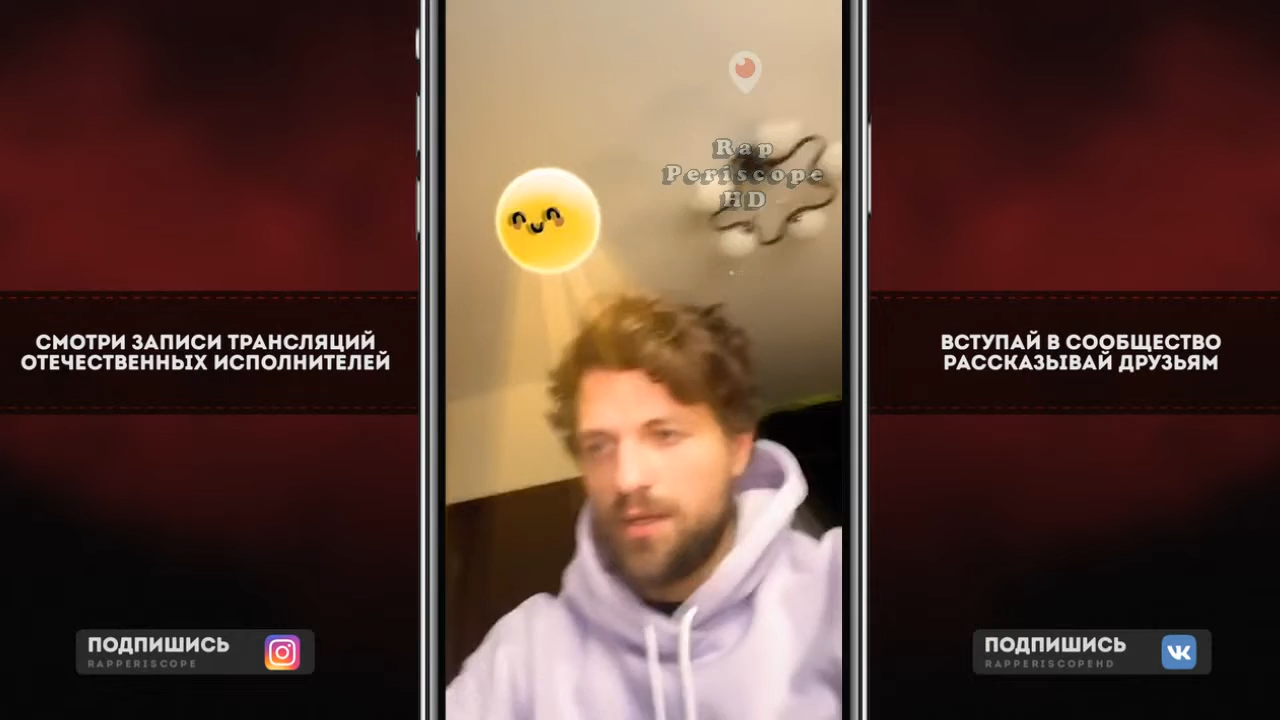 Rap
Periscope
HD
СМОТРИ ЗАПИСИ ТРАНСЛЯЦИЙ
ОТЕЧЕСТВЕННЫХ ИСПОЛНИТЕЛЕЙ
ВСТУПАЙ В СООБЩЕСТВО
РАССКАЗЫВАЙ ДРУЗЬЯМ
ПОДПИШИСЬ
RAPPERISCOPE
ПОДПИШИСЬ
RAPPERISCOPEHD